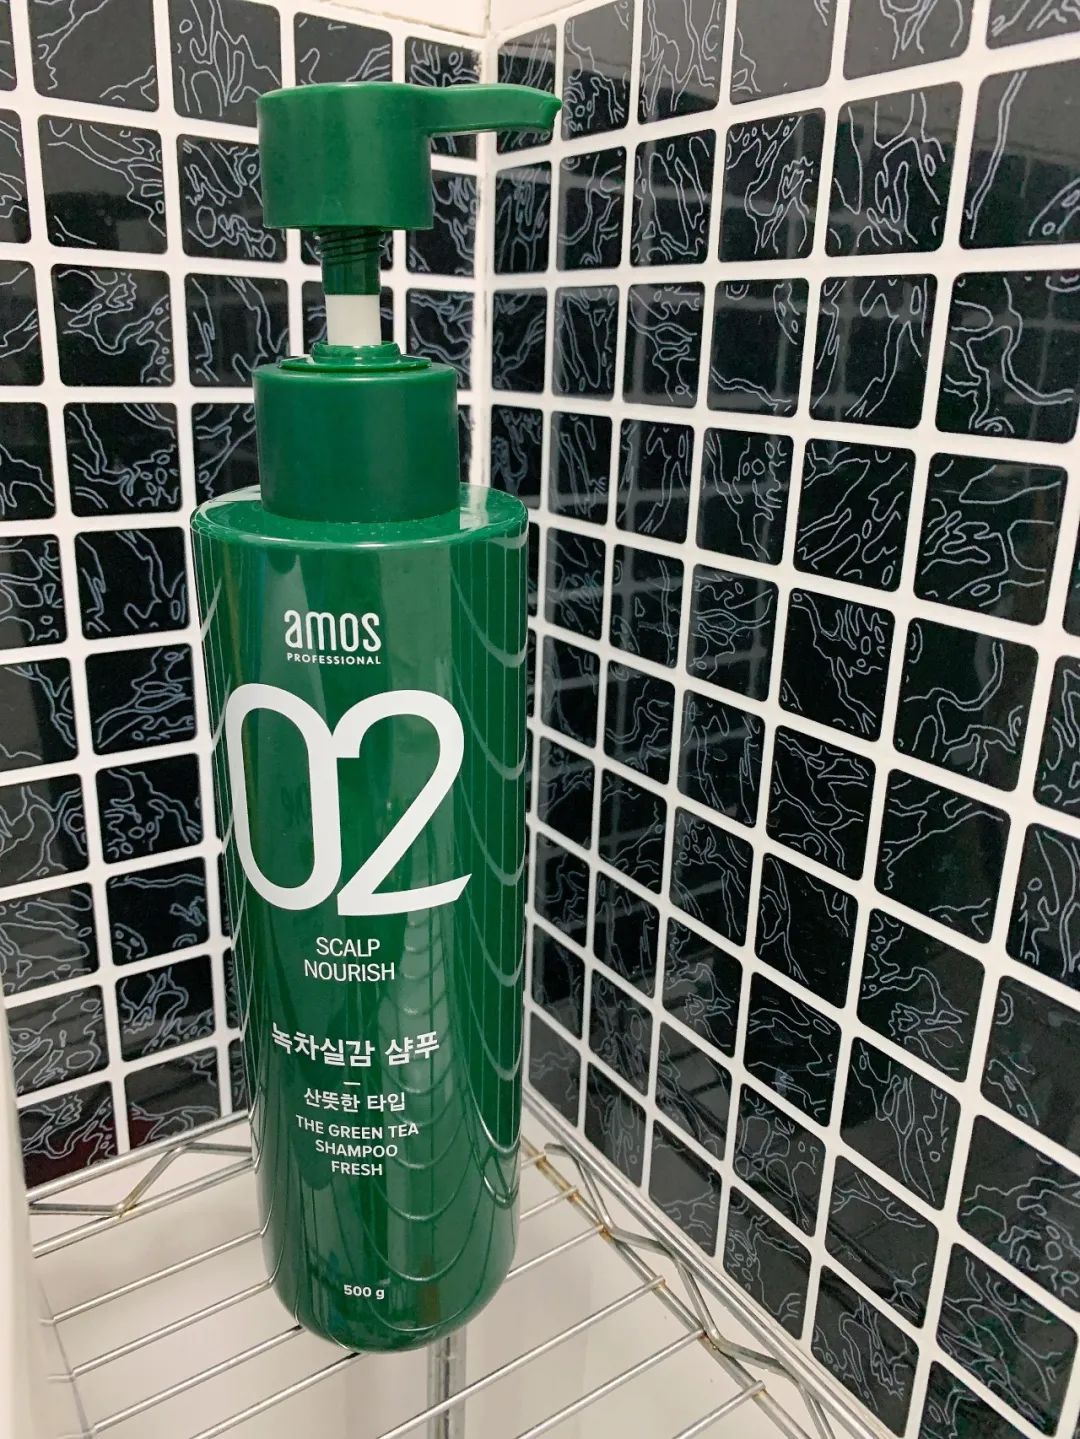 amos
PROFESSIONAL
02
SCALP
NOURISH
녹차실감 샴푸
산뜻한 타입
THE GREEN TEA
SHAMPOO
FRESH
500 g